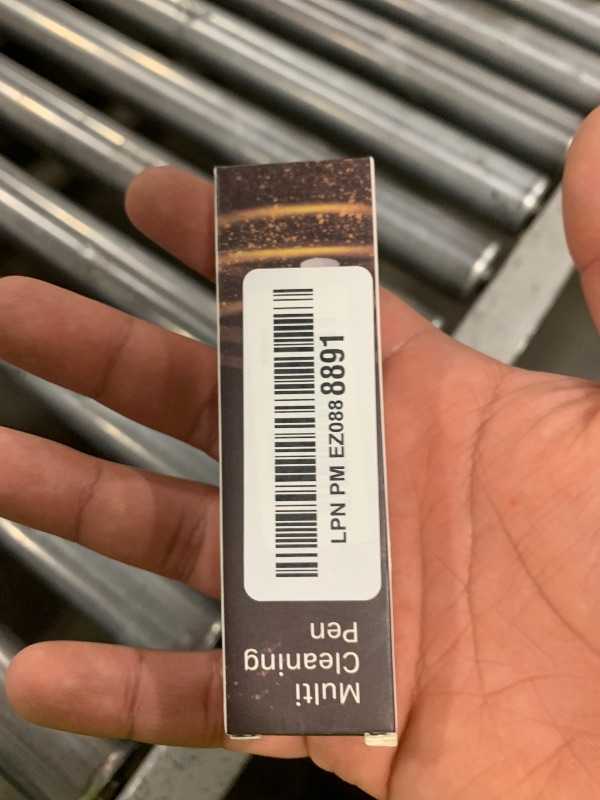 LPN PM EZ088 8891
Multi
Cleaning
Pen